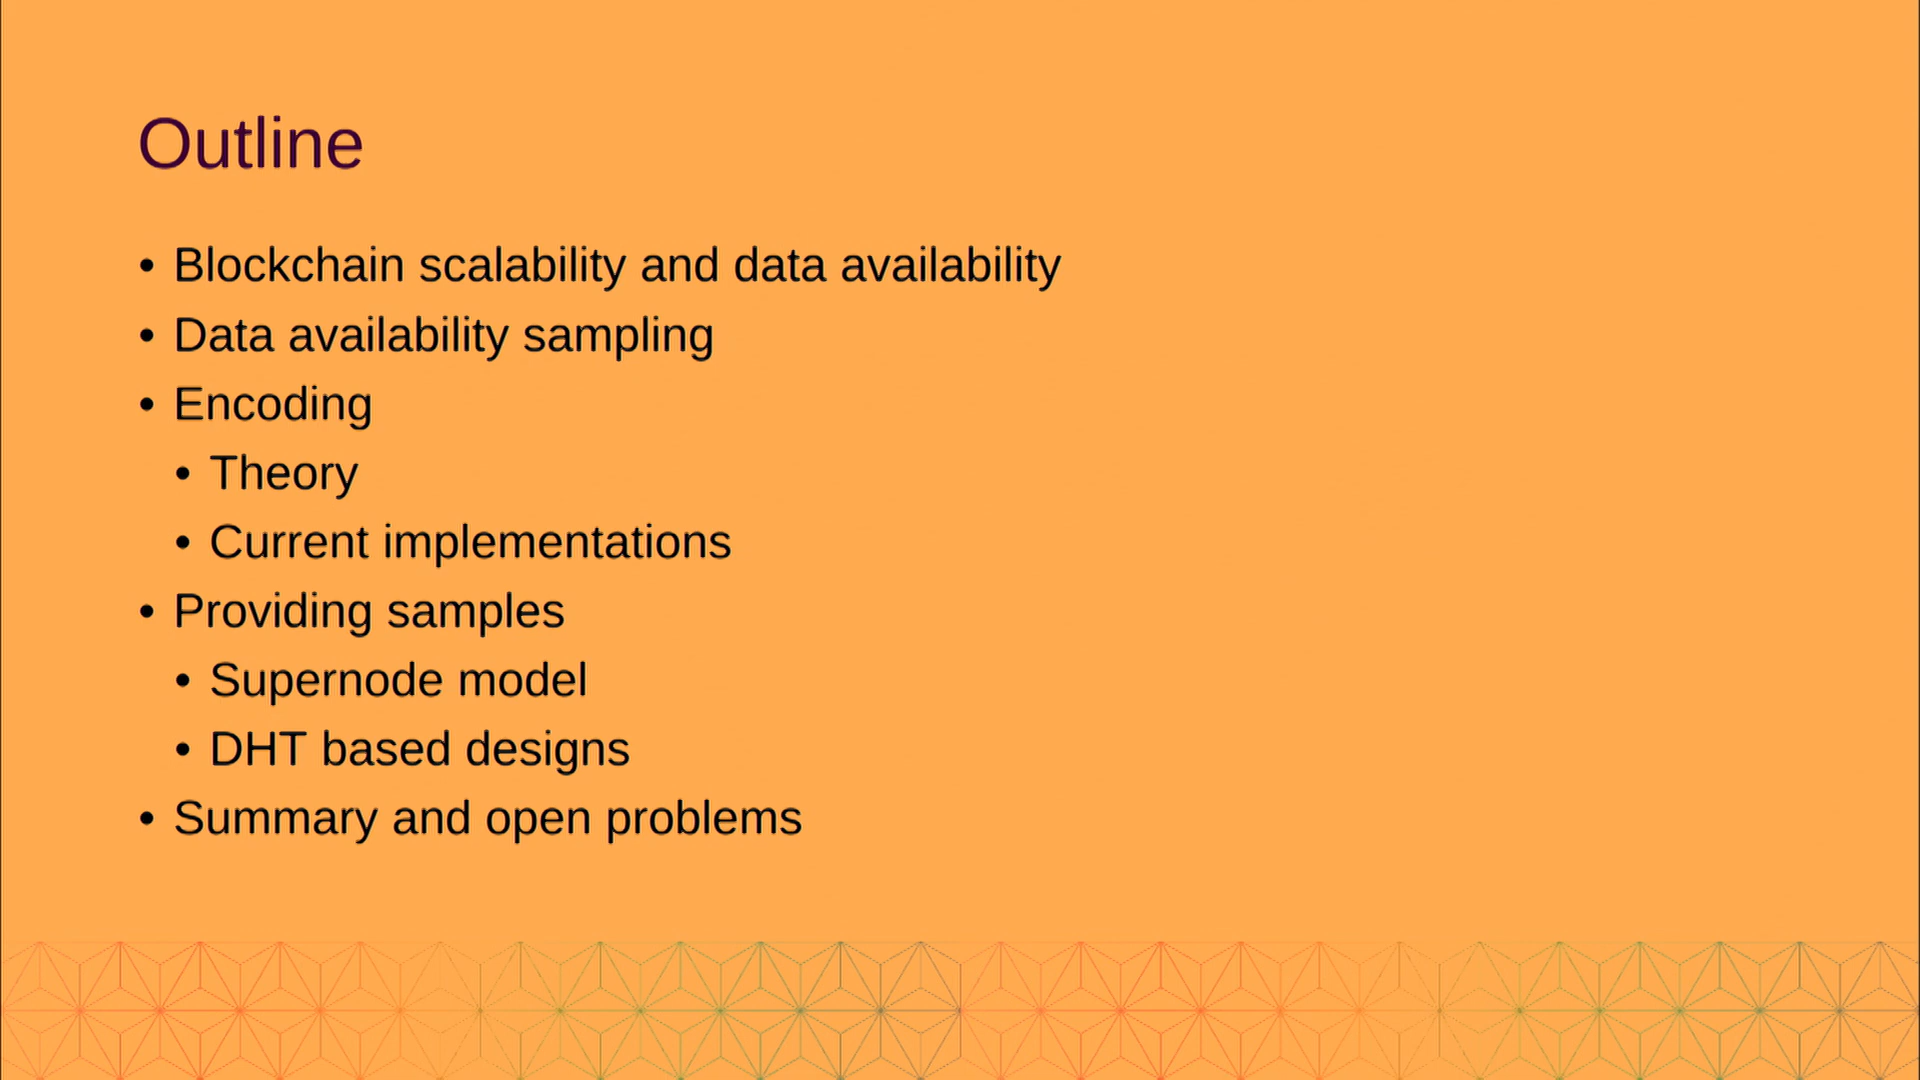 Outline
• Blockchain scalability and data availability
• Data availability sampling
• Encoding
• Theory
• Current implementations
• Providing samples
• Supernode model
• DHT based designs
• Summary and open problems